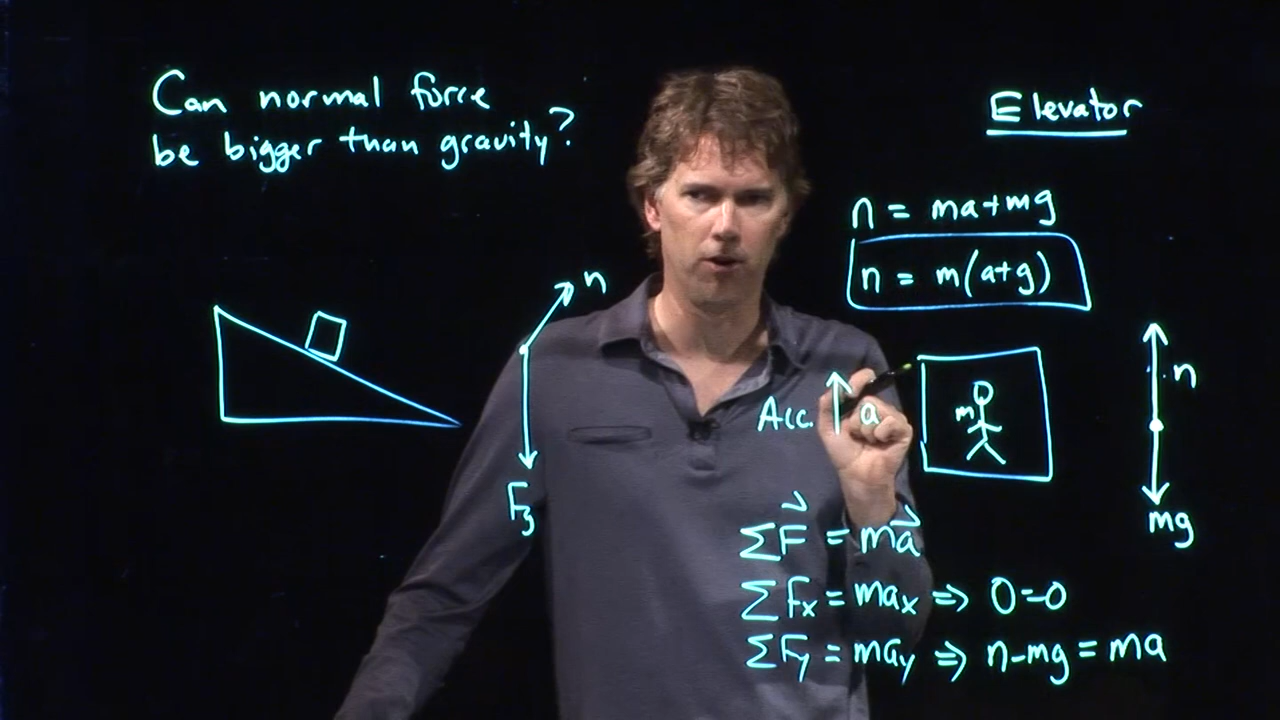 Can normal force
be bigger than gravity?
Elevator
n = ma+mg
n = m(a+g)
n
Fg
Acc. a
m
n
mg
ΣF⃗ = ma⃗
ΣFx = max ⇒ 0=0
ΣFy = may ⇒ n-mg = ma